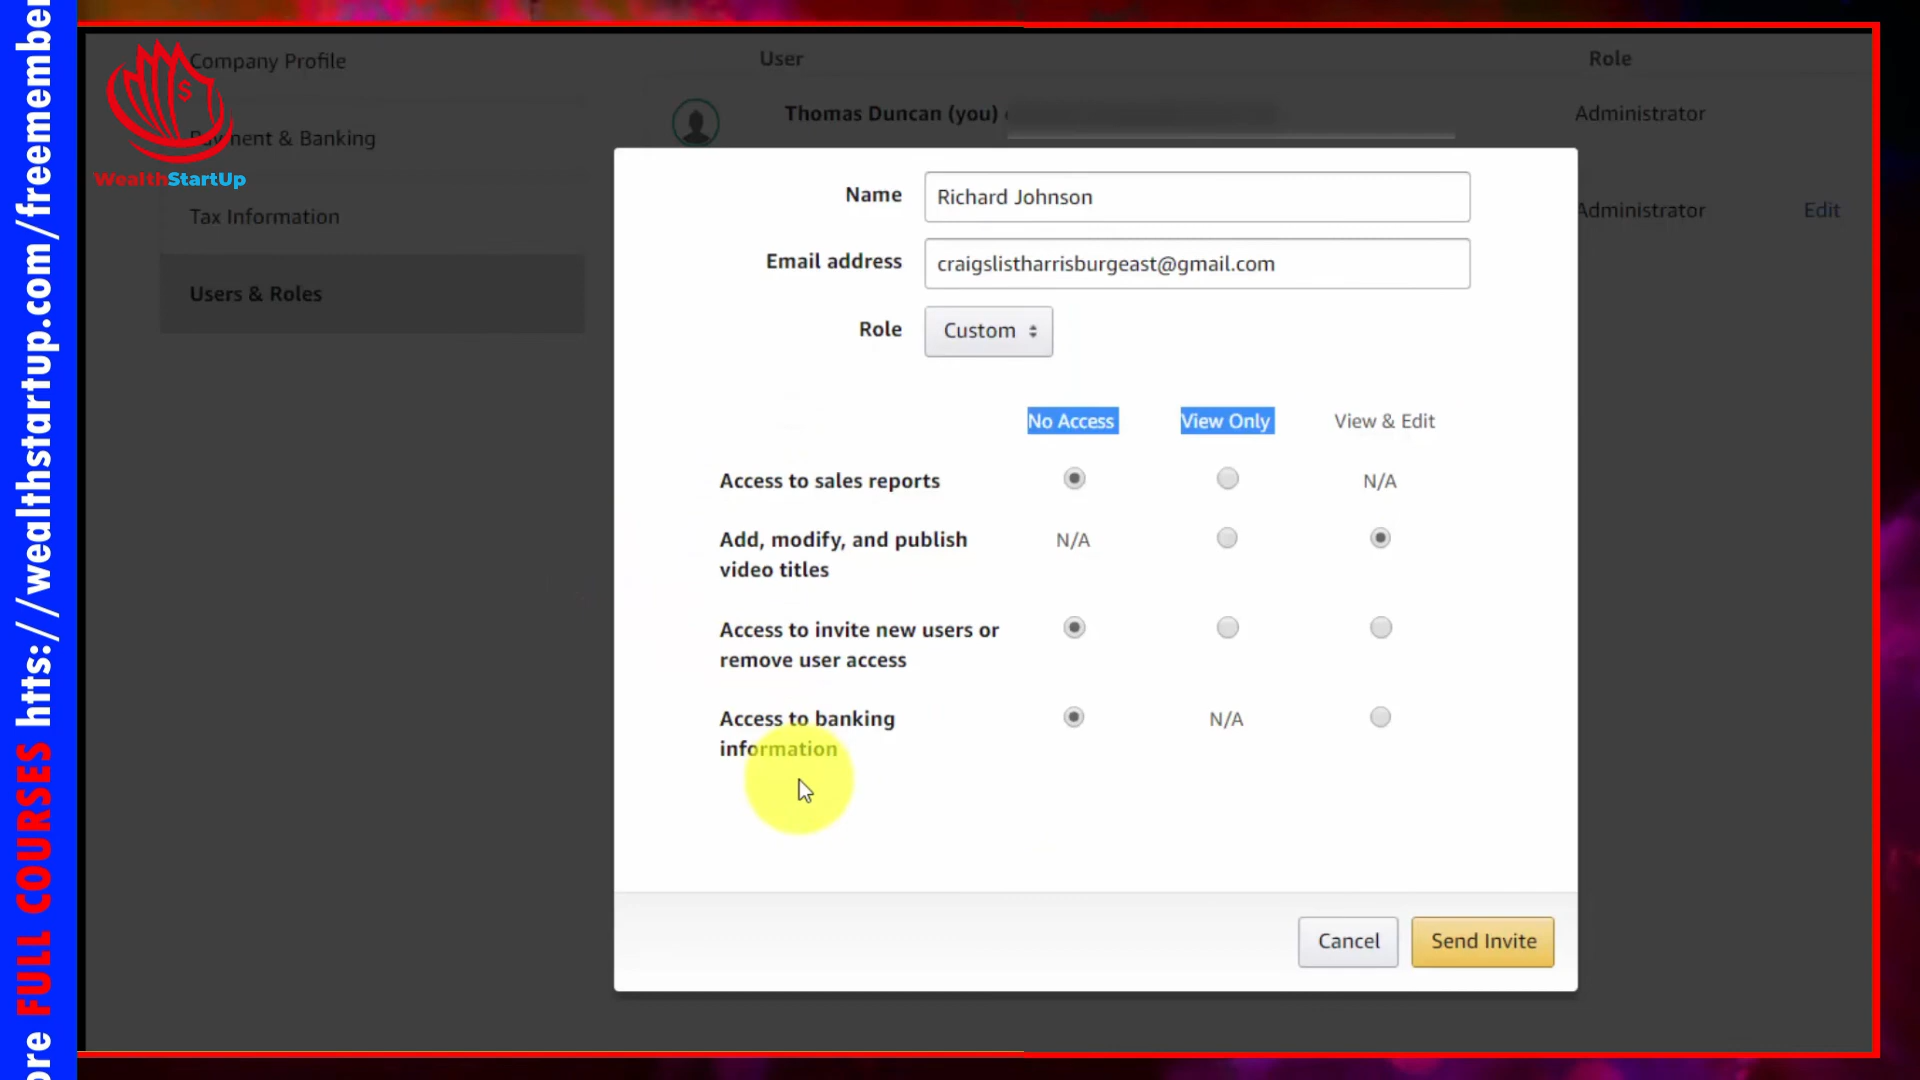 ore FULL COURSES htts://wealthstartup.com/freemember
WealthStartUp
$
Company Profile
Payment & Banking
Tax Information
Users & Roles
User
Role
Thomas Duncan (you)
Administrator
Administrator
Edit
Name
Richard Johnson
Email address
craigslistharrisburgeast@gmail.com
Role
Custom
No Access
View Only
View & Edit
Access to sales reports
N/A
Add, modify, and publish
video titles
N/A
Access to invite new users or
remove user access
Access to banking
information
N/A
Cancel
Send Invite